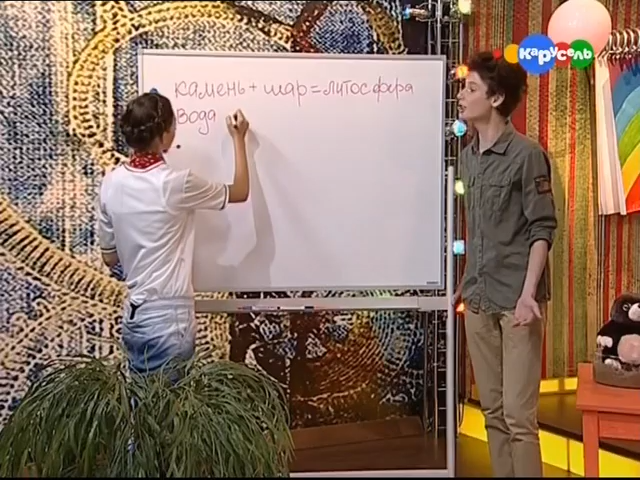 Карусель
камень + шар = литосфера
вода